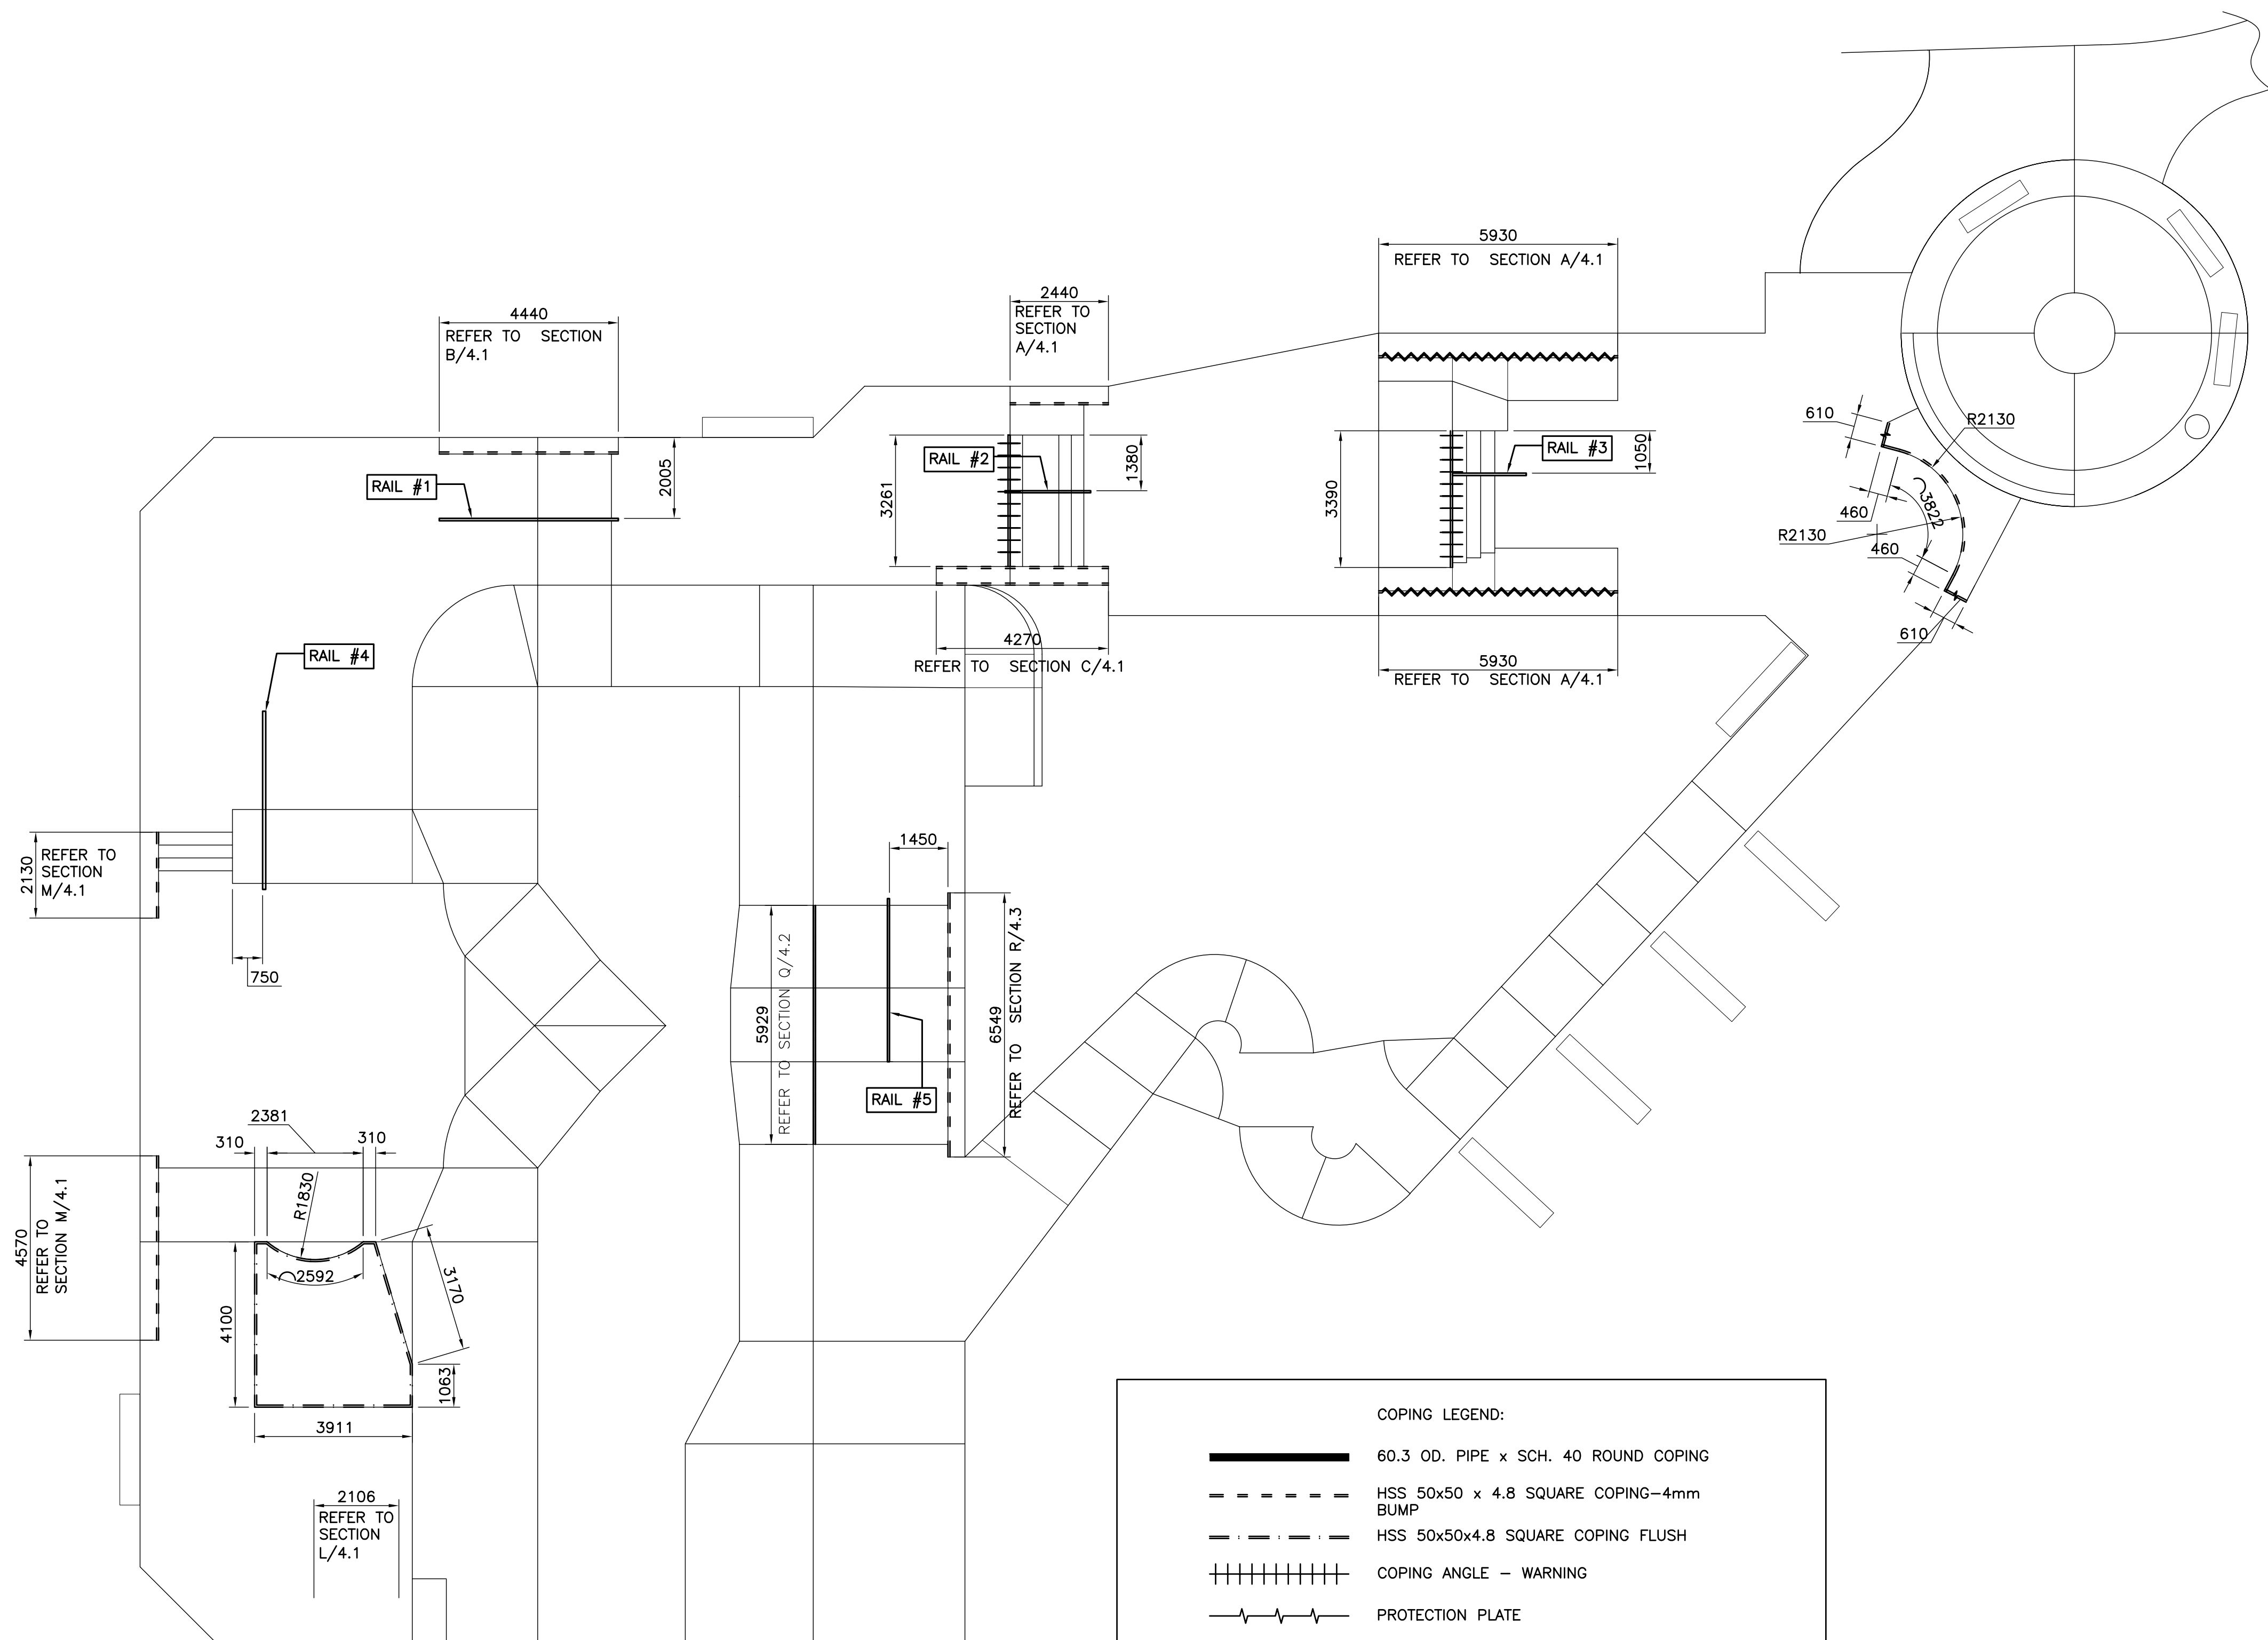 5930
REFER TO SECTION A/4.1
2440
REFER TO
SECTION
A/4.1
4440
REFER TO SECTION
B/4.1
610
R2130
RAIL #3
1050
RAIL #2
1380
RAIL #1
2005
3261
3390
460
3822
R2130
460
610
4270
REFER TO SECTION C/4.1
5930
REFER TO SECTION A/4.1
RAIL #4
2130
REFER TO
SECTION
M/4.1
1450
750
5929
REFER TO SECTION Q/4.2
6549
REFER TO SECTION R/4.3
RAIL #5
2381
310
310
R1830
4570
REFER TO
SECTION M/4.1
2592
3170
4100
1063
3911
2106
REFER TO
SECTION
L/4.1
COPING LEGEND:
60.3 OD. PIPE x SCH. 40 ROUND COPING
HSS 50x50 x 4.8 SQUARE COPING-4mm
BUMP
HSS 50x50x4.8 SQUARE COPING FLUSH
COPING ANGLE - WARNING
PROTECTION PLATE